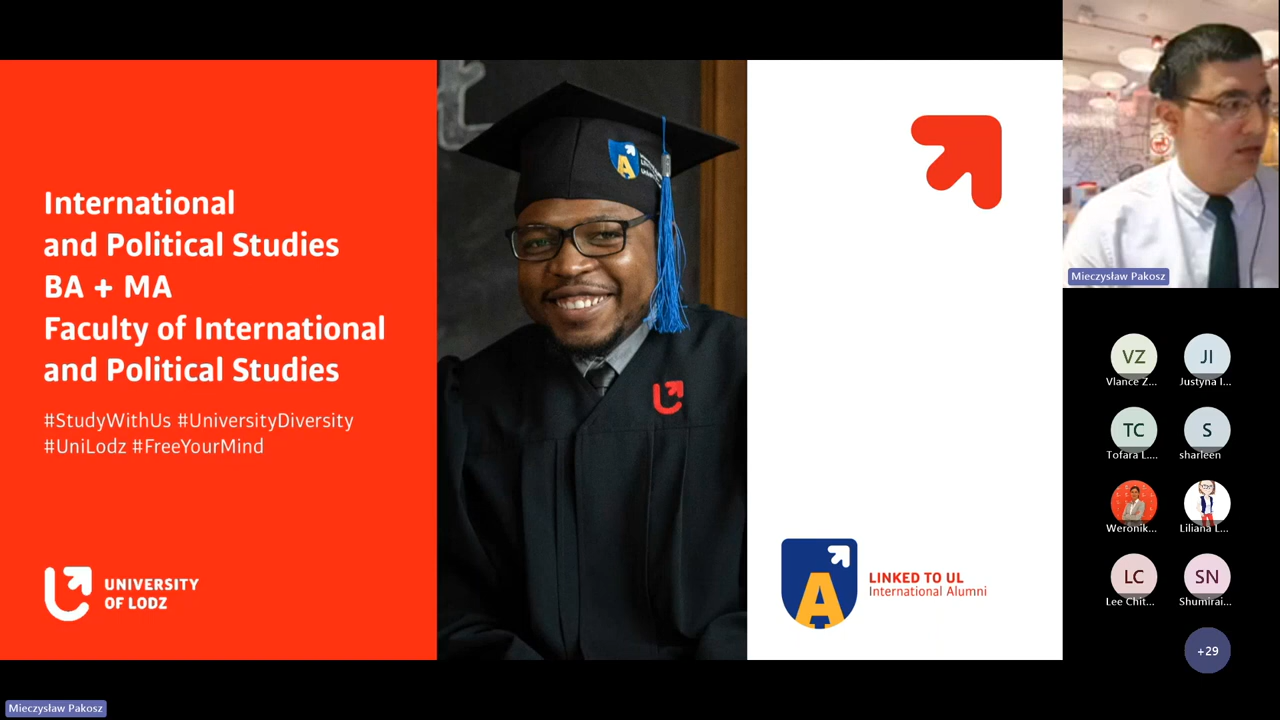 International
and Political Studies
BA + MA
Faculty of International
and Political Studies
#StudyWithUs #UniversityDiversity
#UniLodz #FreeYourMind
UNIVERSITY
OF LODZ
A
LINKED TO UL
International Alumni
Mieczysław Pakosz
VZ
Vlance Z...
JI
Justyna I...
TC
Tofara L....
S
sharleen
Weronik...
Liliana L...
LC
Lee Chit...
SN
Shumirai...
+29
Mieczysław Pakosz